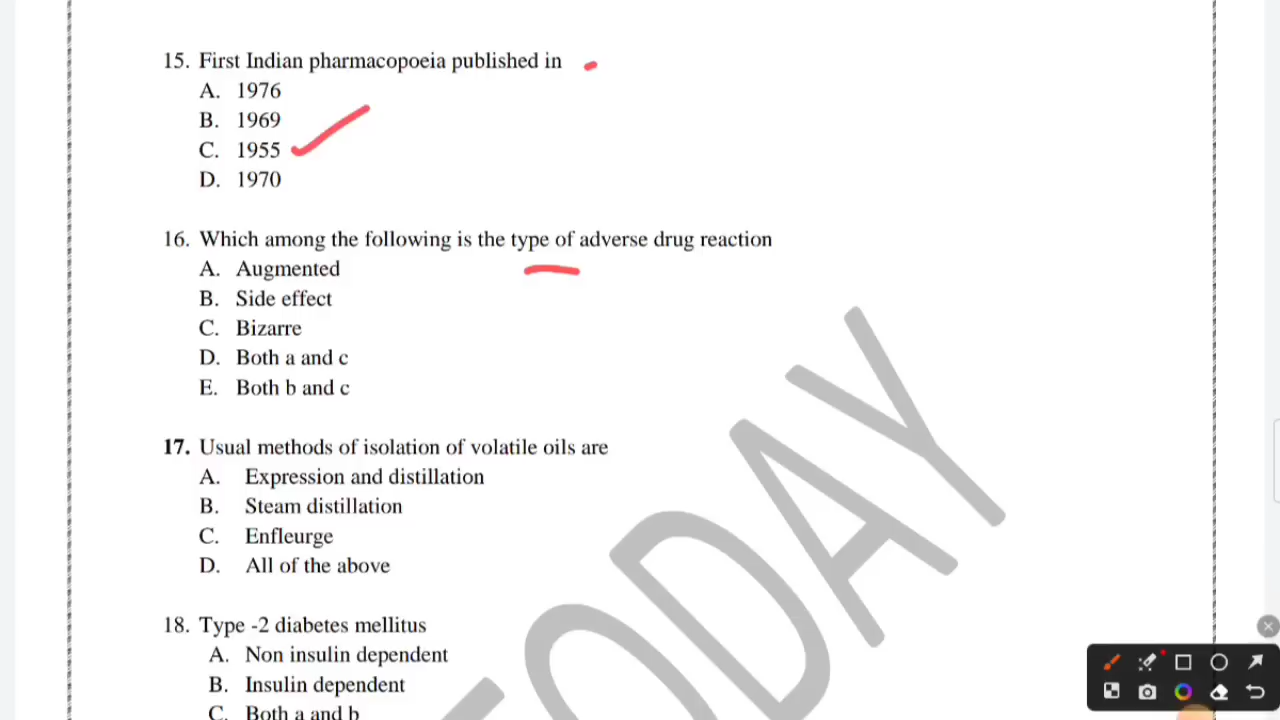 15. First Indian pharmacopoeia published in
A. 1976
B. 1969
C. 1955
D. 1970
16. Which among the following is the type of adverse drug reaction
A. Augmented
B. Side effect
C. Bizarre
D. Both a and c
E. Both b and c
17. Usual methods of isolation of volatile oils are
A. Expression and distillation
B. Steam distillation
C. Enfleurge
D. All of the above
18. Type -2 diabetes mellitus
A. Non insulin dependent
B. Insulin dependent
C. Both a and b
TODAY